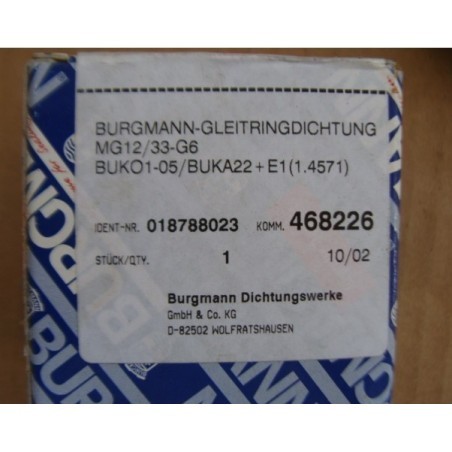 BURGMANN-GLEITRINGDICHTUNG
MG12/33-G6
BUKO1-05/BUKA22+E1(1.4571)
IDENT-NR. 018788023 KOMM. 468226
STÜCK/QTY. 1 10/02
Burgmann Dichtungswerke
GmbH & Co. KG
D-82502 WOLFRATSHAUSEN
BURGM